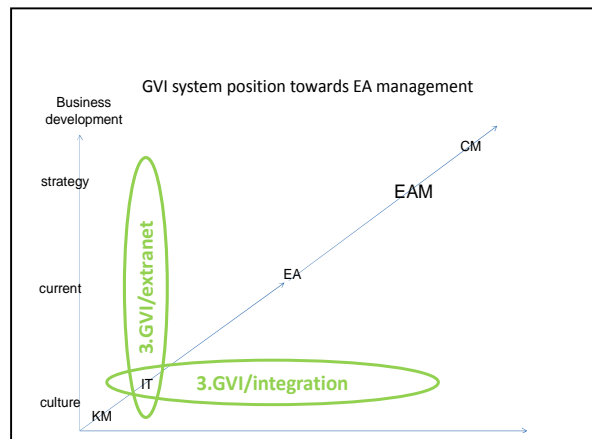 GVI system position towards EA management
Business
development
CM
strategy
EAM
3.GVI/extranet
EA
current
IT
3.GVI/integration
culture
KM